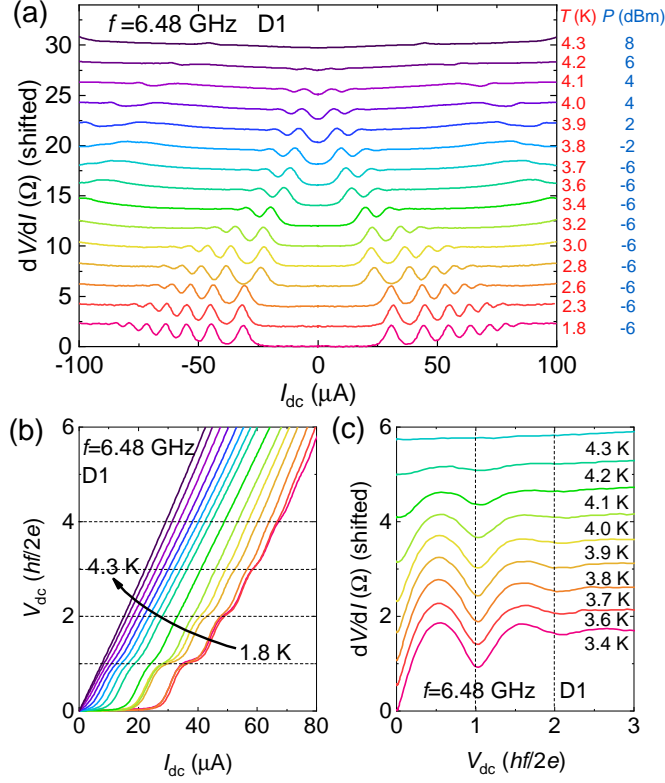 (a)
f=6.48 GHz D1
T (K) P (dBm)
dV/dI (Ω) (shifted)
30
25
20
15
10
5
0
4.3 8
4.2 6
4.1 4
4.0 4
3.9 2
3.8 -2
3.7 -6
3.6 -6
3.4 -6
3.2 -6
3.0 -6
2.8 -6
2.6 -6
2.3 -6
1.8 -6
-100 -50 0 50 100
Idc (μA)
(b)
f=6.48 GHz
D1
Vdc (hf/2e)
6
4
2
0
4.3 K
1.8 K
0 20 40 60 80
Idc (μA)
(c)
dV/dI (Ω) (shifted)
6
4
2
0
4.3 K
4.2 K
4.1 K
4.0 K
3.9 K
3.8 K
3.7 K
3.6 K
3.4 K
f=6.48 GHz D1
0 1 2 3
Vdc (hf/2e)